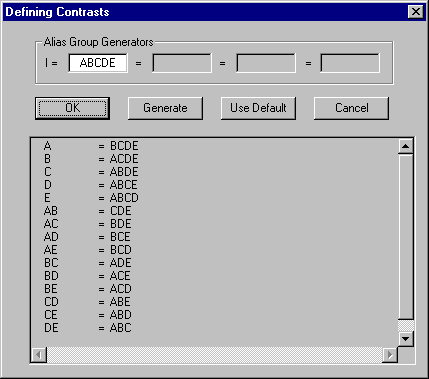 Defining Contrasts
Alias Group Generators
I = ABCDE = = =
OK Generate Use Default Cancel
A = BCDE
B = ACDE
C = ABDE
D = ABCE
E = ABCD
AB = CDE
AC = BDE
AD = BCE
AE = BCD
BC = ADE
BD = ACE
BE = ACD
CD = ABE
CE = ABD
DE = ABC